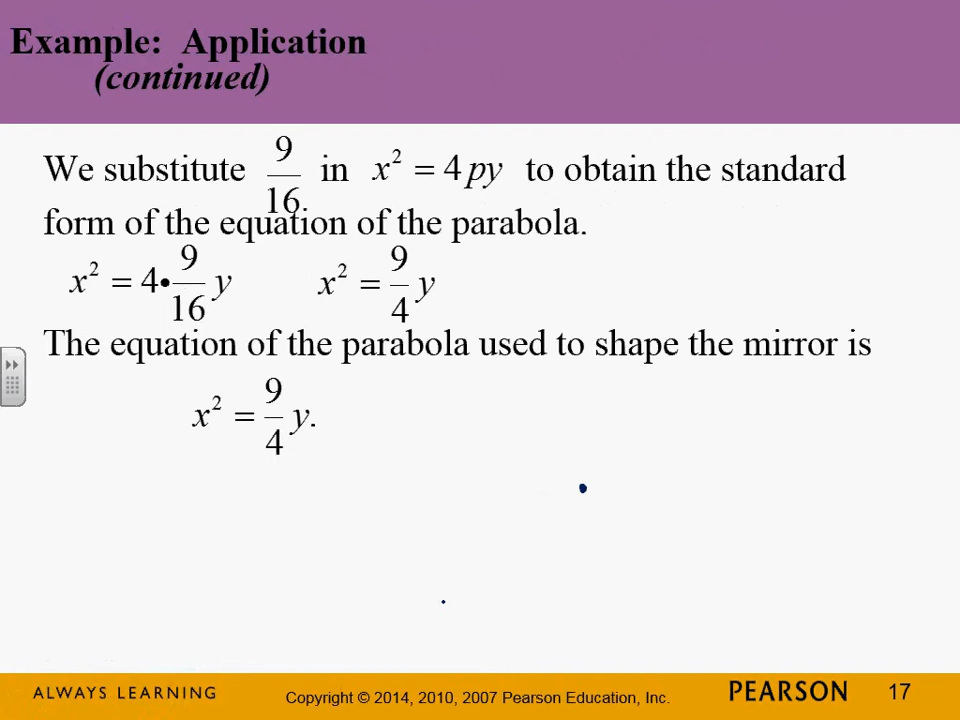 Example: Application
(continued)
We substitute 9/16. in x² = 4py to obtain the standard
form of the equation of the parabola.
x² = 4•9/16 y x² = 9/4 y
The equation of the parabola used to shape the mirror is
x² = 9/4 y.
ALWAYS LEARNING Copyright © 2014, 2010, 2007 Pearson Education, Inc. PEARSON 17